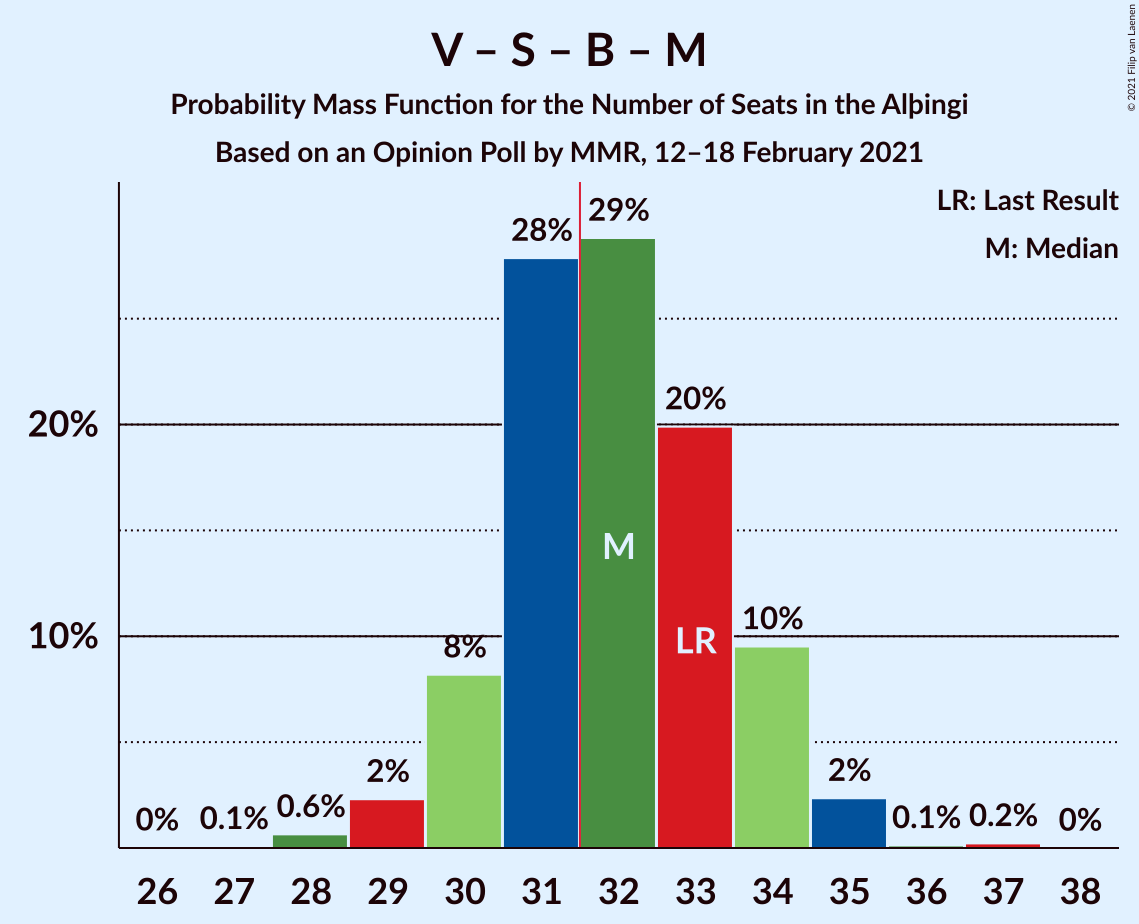 V – S – B – M
Probability Mass Function for the Number of Seats in the Alþingi
Based on an Opinion Poll by MMR, 12–18 February 2021
© 2021 Filip van Laenen
LR: Last Result
M: Median
20%
10%
0%
0.1%
0.6%
2%
8%
28%
29%
20%
10%
2%
0.1%
0.2%
0%
M
LR
26 27 28 29 30 31 32 33 34 35 36 37 38